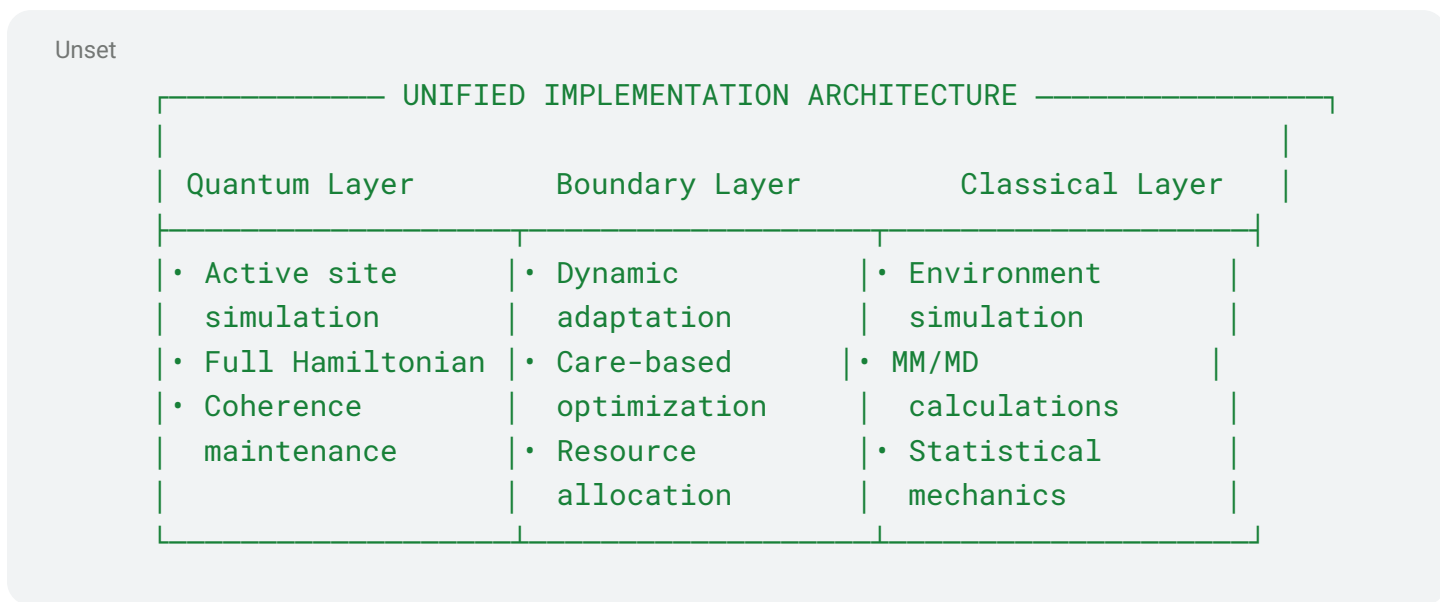 Unset
UNIFIED IMPLEMENTATION ARCHITECTURE
Quantum Layer Boundary Layer Classical Layer
• Active site • Dynamic • Environment
simulation adaptation simulation
• Full Hamiltonian • Care-based • MM/MD
• Coherence optimization calculations
maintenance • Resource • Statistical
allocation mechanics